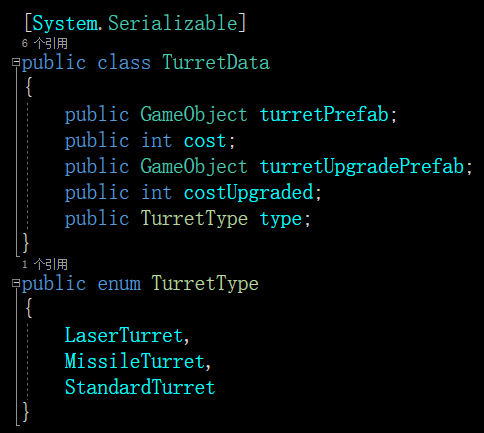 [System.Serializable]
6 个引用
public class TurretData
{
public GameObject turretPrefab;
public int cost;
public GameObject turretUpgradePrefab;
public int costUpgraded;
public TurretType type;
}
1 个引用
public enum TurretType
{
LaserTurret,
MissileTurret,
StandardTurret
}